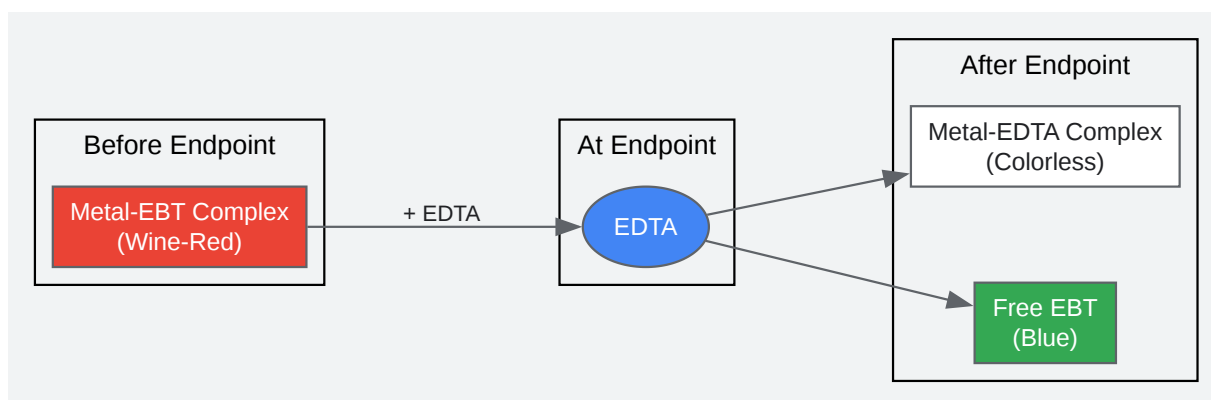 Before Endpoint
Metal-EBT Complex
(Wine-Red)
+ EDTA
At Endpoint
EDTA
After Endpoint
Metal-EDTA Complex
(Colorless)
Free EBT
(Blue)